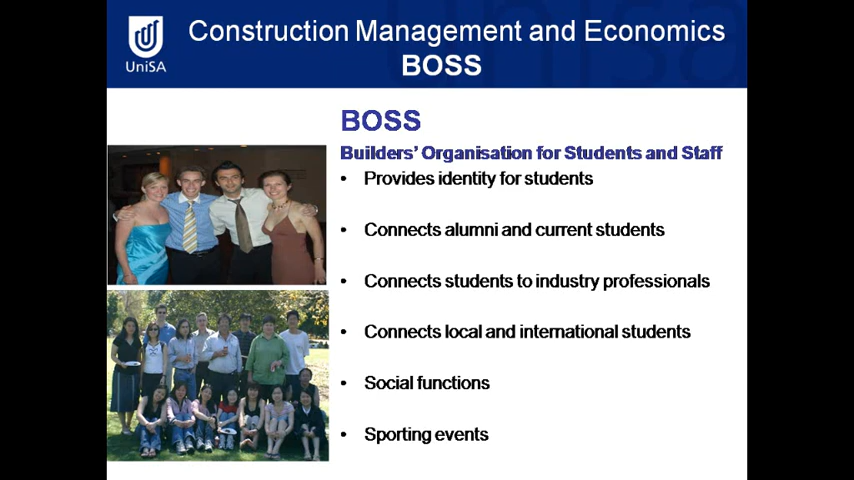 Construction Management and Economics
BOSS
UniSA
BOSS
Builders' Organisation for Students and Staff
• Provides identity for students
• Connects alumni and current students
• Connects students to industry professionals
• Connects local and international students
• Social functions
• Sporting events